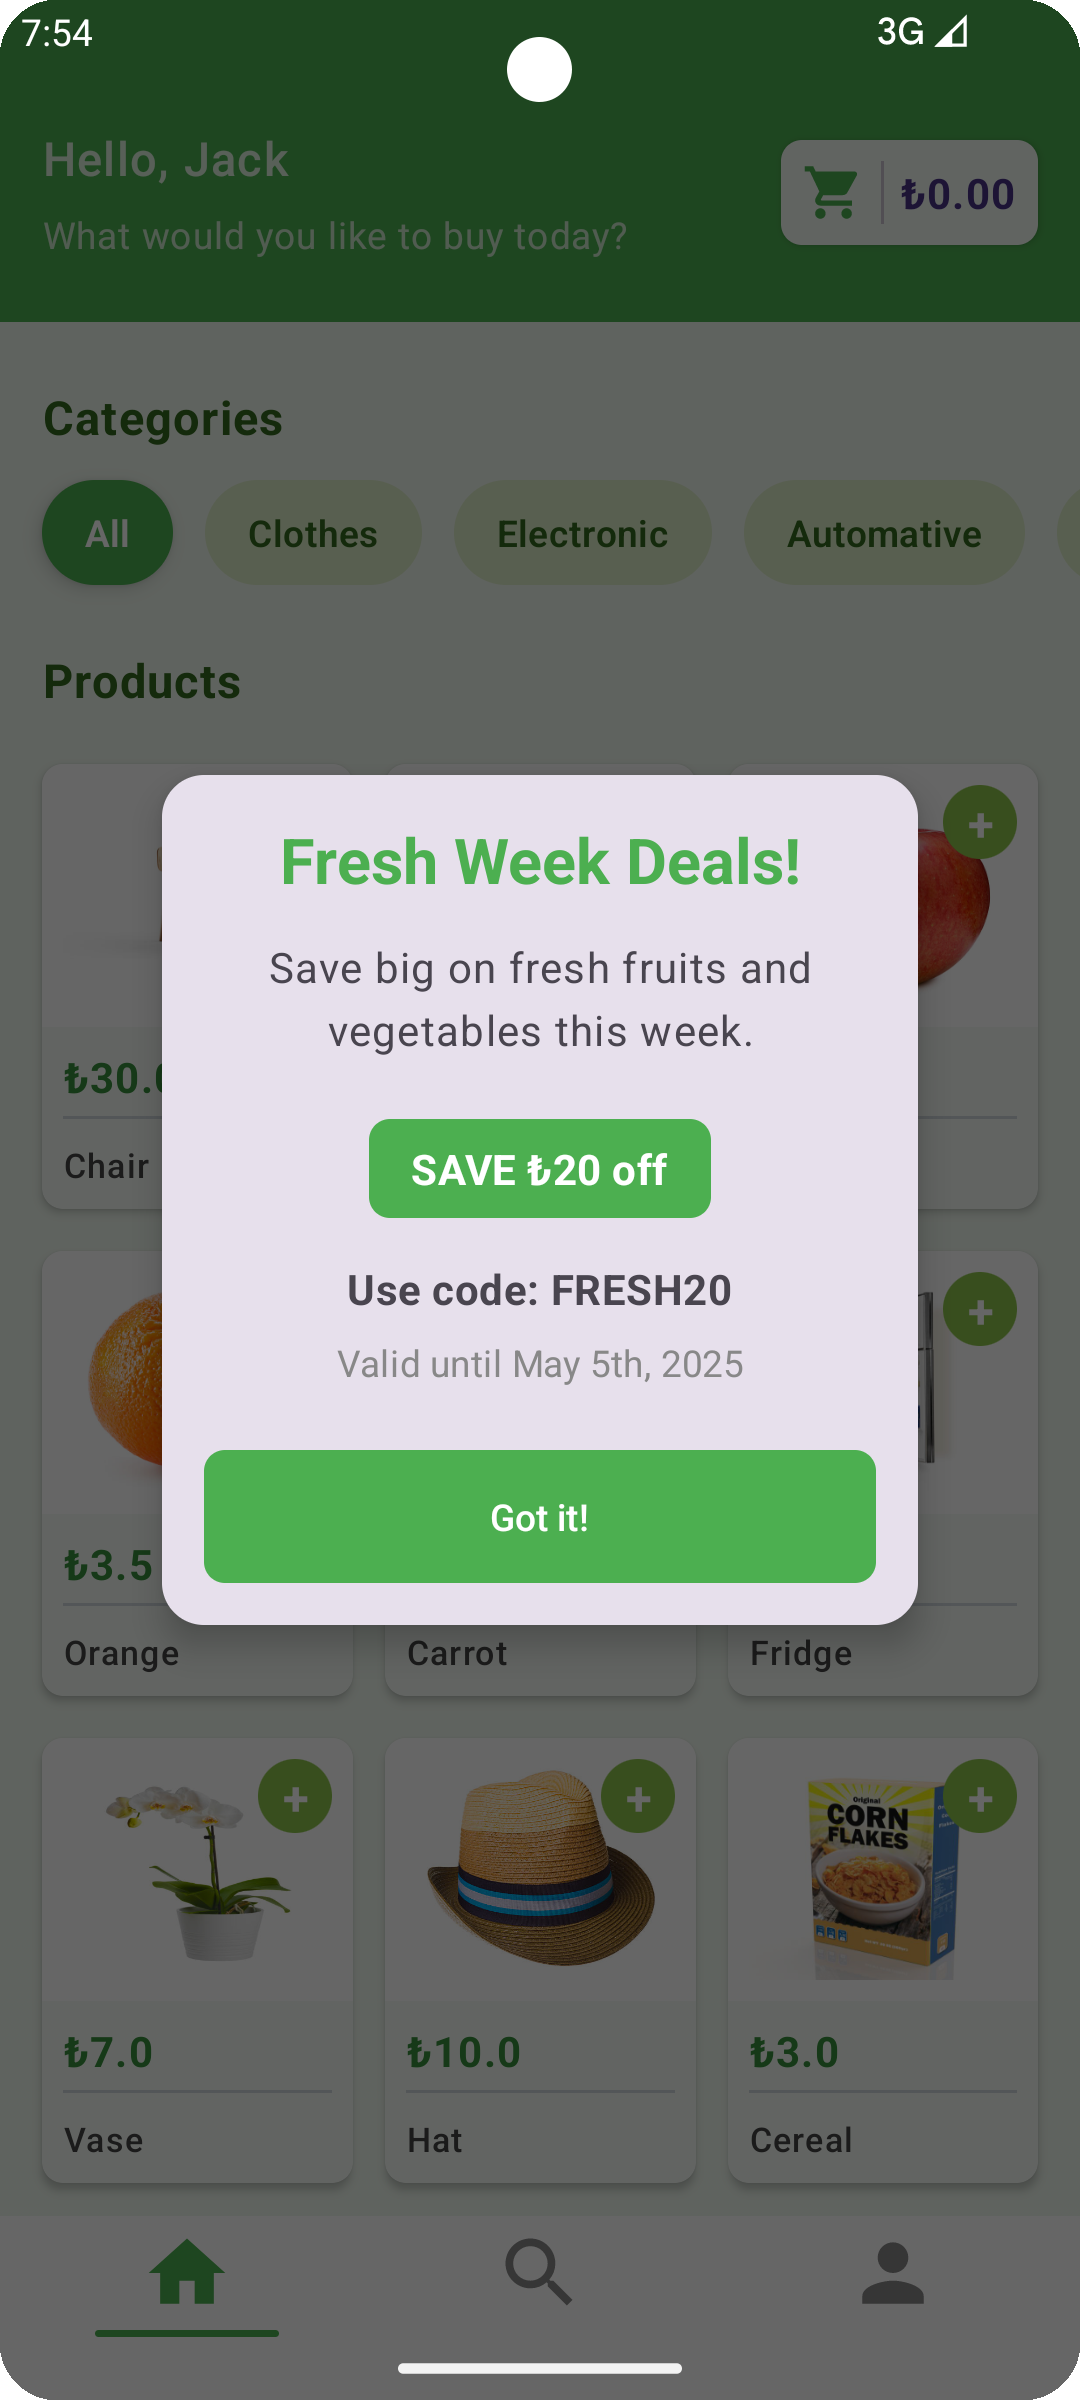 7:54
3G
Hello, Jack
What would you like to buy today?
₺0.00
Categories
All
Clothes
Electronic
Automative
Products
Fresh Week Deals!
Save big on fresh fruits and
vegetables this week.
SAVE ₺20 off
Use code: FRESH20
Valid until May 5th, 2025
Got it!
+
₺30.
Chair
+
₺3.5
Orange
Carrot
Fridge
+
+
Original
CORN
FLAKES
+
₺7.0
₺10.0
₺3.0
Vase
Hat
Cereal